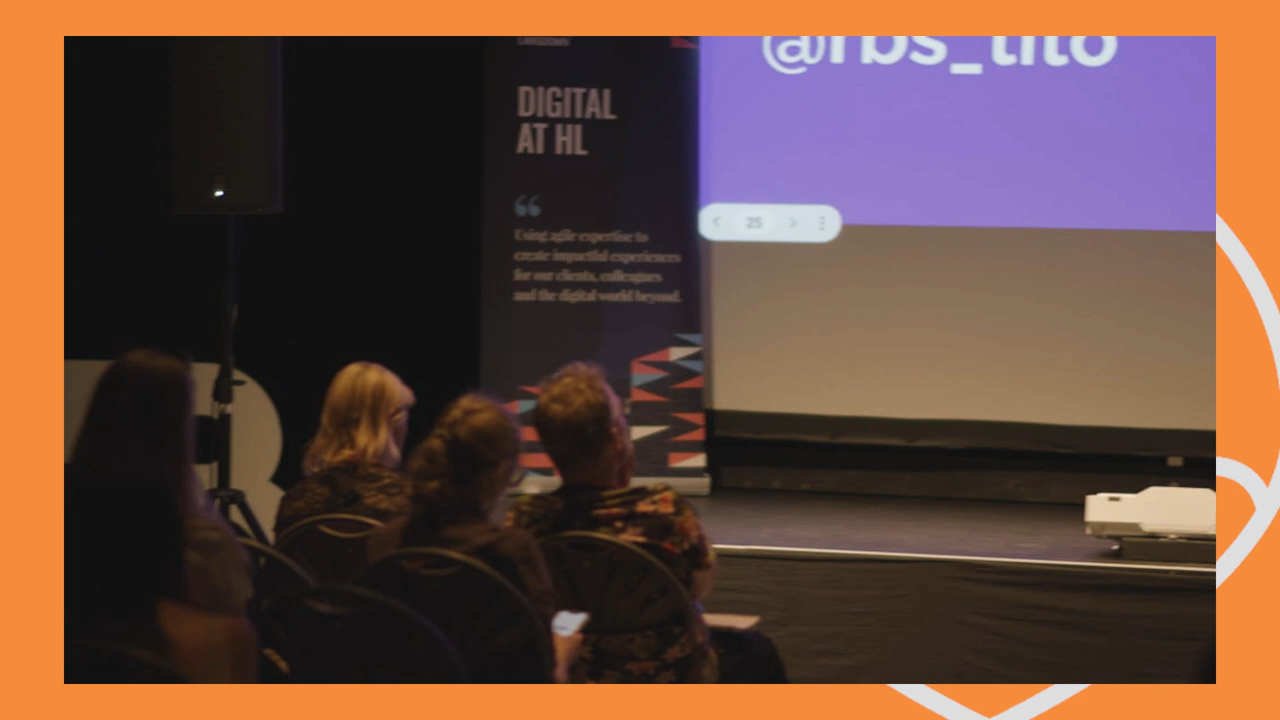 LANSDOWN
DIGITAL
AT HL
“
Using agile expertise to
create impactful experiences
for our clients, colleagues
and the digital world beyond.
@rbs_tito
25